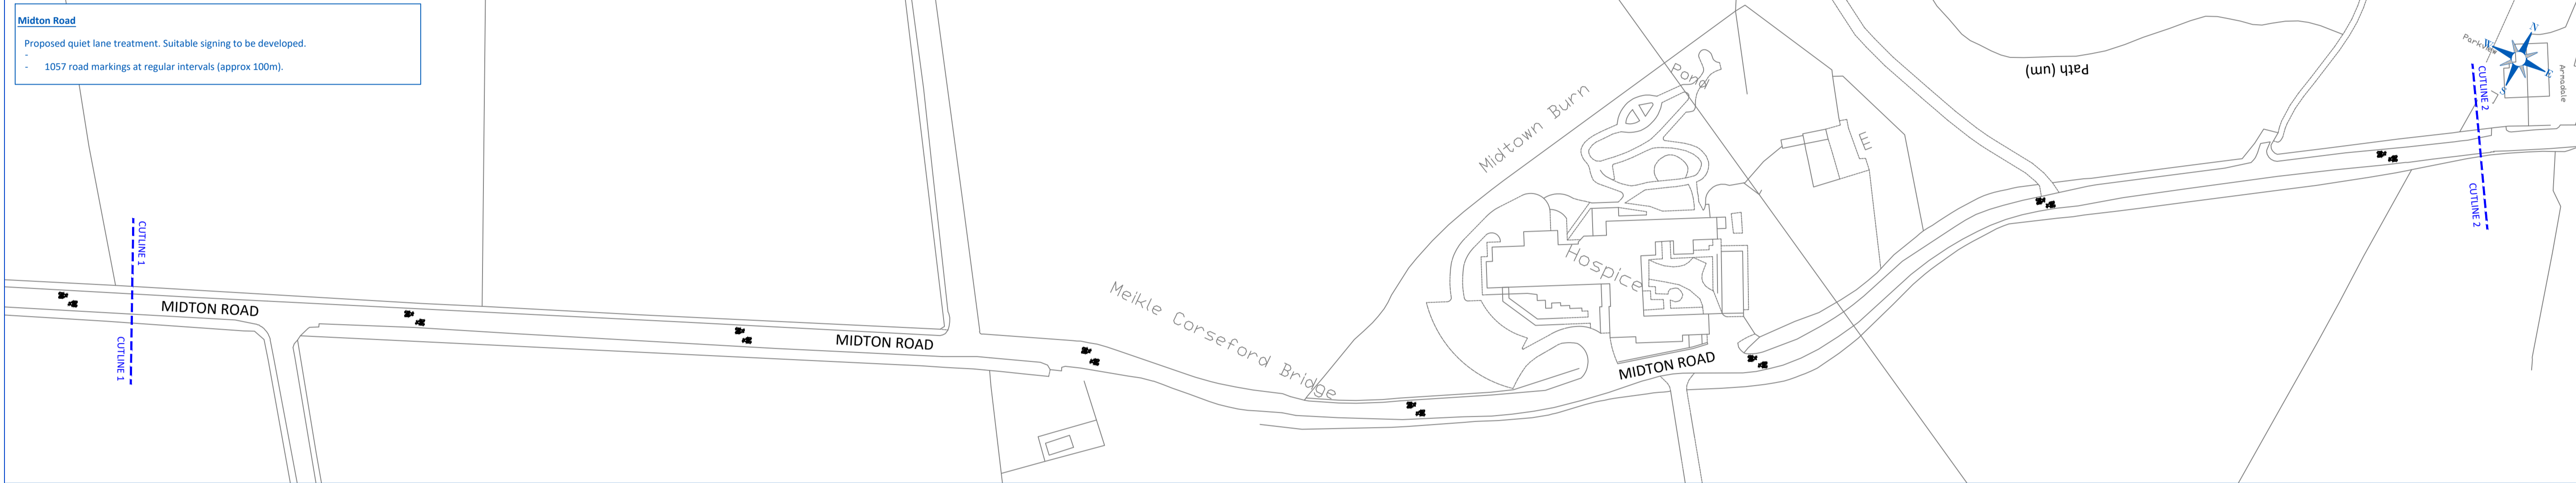 Midton Road
Proposed quiet lane treatment. Suitable signing to be developed.
-
- 1057 road markings at regular intervals (approx 100m).
CUTLINE 1
CUTLINE 1
MIDTON ROAD
MIDTON ROAD
Meikle Corseford Bridge
Midtown Burn
Pond
Hospice
MIDTON ROAD
Path (um)
CUTLINE 2
CUTLINE 2
Parkview
Armadale
N
W
E
S